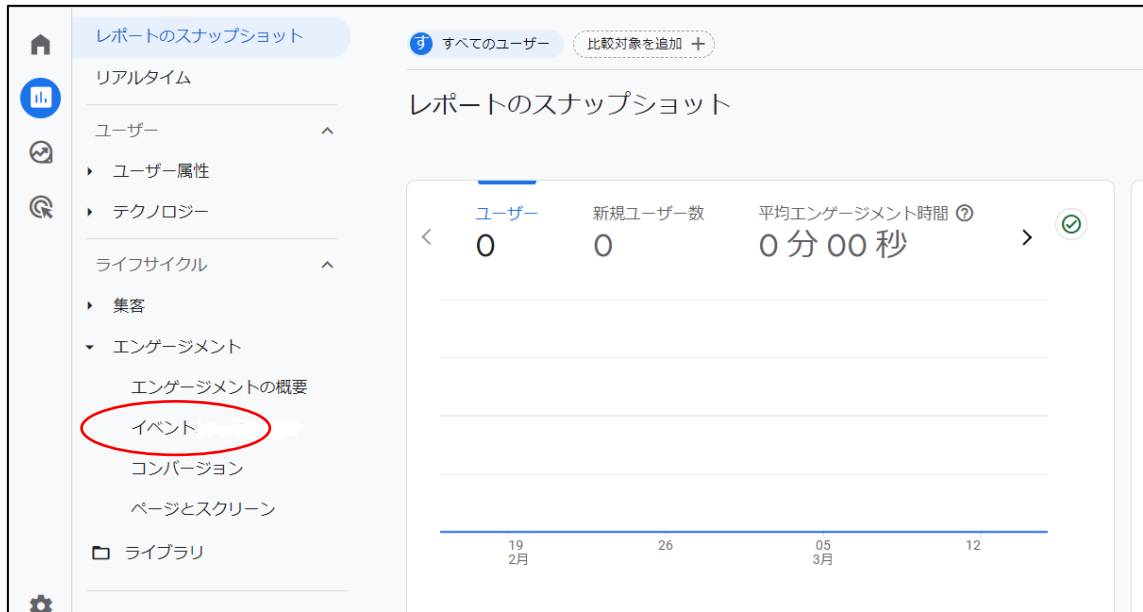 レポートのスナップショット
リアルタイム
ユーザー
ユーザー属性
テクノロジー
ライフサイクル
集客
エンゲージメント
エンゲージメントの概要
イベント
コンバージョン
ページとスクリーン
ライブラリ
す すべてのユーザー 比較対象を追加 +
レポートのスナップショット
ユーザー 新規ユーザー数 平均エンゲージメント時間
0 0 0 分 00 秒
19 26 05 12
2月 3月